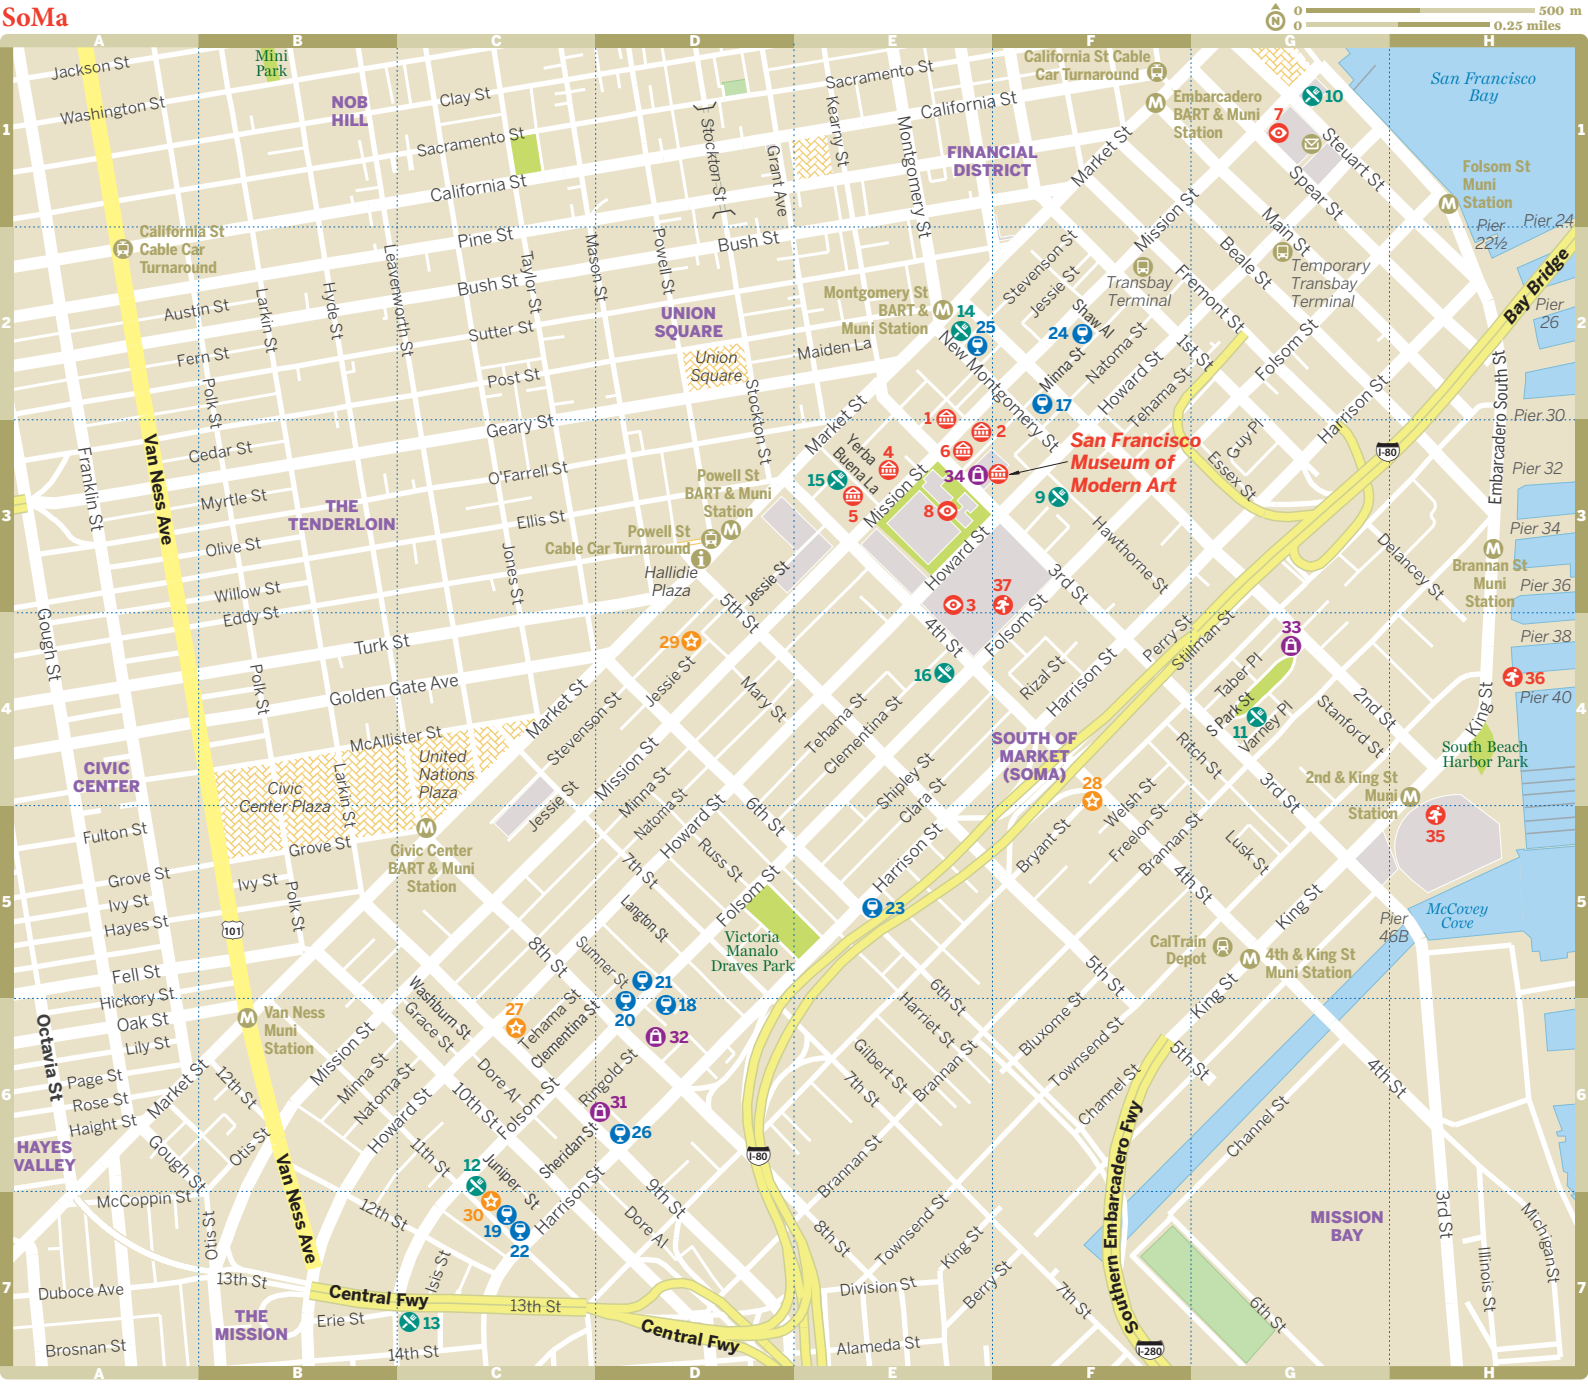 SoMa
N
0 500 m
0 0.25 miles
A B C D E F G H
1
2
3
4
5
6
7
Jackson St
Washington St
Mini
Park
NOB
HILL
Clay St
Sacramento St
California St
Stockton St
Grant Ave
Kearny St
Montgomery St
Sacramento St
California St
FINANCIAL
DISTRICT
California St Cable
Car Turnaround
Embarcadero
BART & Muni
Station
Market St
Mission St
7
10
Steuart St
Spear St
Main St
Beale St
Fremont St
San Francisco
Bay
Folsom St
Muni
Station
Pier
22½
Pier 24
Bay Bridge
Pier
26
California St
Cable Car
Turnaround
Austin St
Fern St
Larkin St
Hyde St
Leavenworth St
Polk St
Pine St
Bush St
Sutter St
Post St
Taylor St
Mason St
Powell St
Bush St
UNION
SQUARE
Union
Square
Maiden La
Stockton St
Montgomery St
BART &
Muni Station
14
25
New Montgomery St
Stevenson St
Jessie St
Transbay
Terminal
Temporary
Transbay
Terminal
24
Shaw Al
Minna St
Natoma St
Howard St
Tehama St
1st St
Folsom St
Harrison St
17
Embarcadero South St
Pier 30
Pier 32
Pier 34
Pier 36
Pier 38
Pier 40
Franklin St
Van Ness Ave
Cedar St
Myrtle St
Olive St
Willow St
Eddy St
THE
TENDERLOIN
Geary St
O'Farrell St
Ellis St
Jones St
Powell St
BART & Muni
Station
Powell St
Cable Car Turnaround
i
Hallidie
Plaza
Jessie St
5th St
Market St
Yerba
Buena La
Mission St
Howard St
1
2
6
4
34
15
5
8
San Francisco
Museum of
Modern Art
9
3
37
Guy Pl
Essex St
I-80
Hawthorne St
3rd St
Folsom St
4th St
Delancey St
Brannan St
Muni
Station
Gough St
Turk St
Golden Gate Ave
Polk St
McAllister St
29
Jessie St
Mary St
16
Rizal St
Perry St
Stillman St
Harrison St
33
Taber Pl
S Park St
11
Varney Pl
2nd St
Stanford St
Ritch St
3rd St
36
King St
South Beach
Harbor Park
CIVIC
CENTER
Civic
Center Plaza
United
Nations
Plaza
Larkin St
Market St
Stevenson St
Mission St
Minna St
Natoma St
Howard St
Jessie St
Tehama St
Clementina St
Shipley St
Clara St
SOUTH OF
MARKET
(SOMA)
28
Welsh St
Freelon St
Brannan St
Bryant St
Lusk St
4th St
2nd & King St
Muni
Station
35
Fulton St
Grove St
Ivy St
Hayes St
Fell St
Hickory St
Oak St
Lily St
Page St
Rose St
Haight St
Grove St
Ivy St
Polk St
101
Civic Center
BART & Muni
Station
6th St
7th St
Russ St
Langton St
Folsom St
Victoria
Manalo
Draves Park
Harrison St
23
King St
Pier
46B
McCovey
Cove
CalTrain
Depot
4th & King St
Muni Station
8th St
Sumner St
21
20
18
32
27
Tehama St
Clementina St
Washburn St
Grace St
Van Ness
Muni
Station
Octavia St
6th St
Harriet St
Gilbert St
Brannan St
7th St
5th St
Bluxome St
Townsend St
Channel St
King St
5th St
4th St
Channel St
Market St
12th St
Mission St
Minna St
Natoma St
Howard St
Dore Al
10th St
Folsom St
Ringold St
31
26
Sheridan St
Harrison St
HAYES
VALLEY
Gough St
Otis St
McCoppin St
Van Ness Ave
11th St
12th St
12
Juniper St
30
19
22
9th St
Dore Al
I-80
Brannan St
8th St
Townsend St
King St
Berry St
7th St
Southern Embarcadero Fwy
I-280
6th St
MISSION
BAY
3rd St
Illinois St
Michigan St
Otis St
Duboce Ave
13th St
Central Fwy
Isis St
13th St
Central Fwy
Division St
Alameda St
THE
MISSION
Erie St
13
14th St
Brosnan St
A B C D E F G H